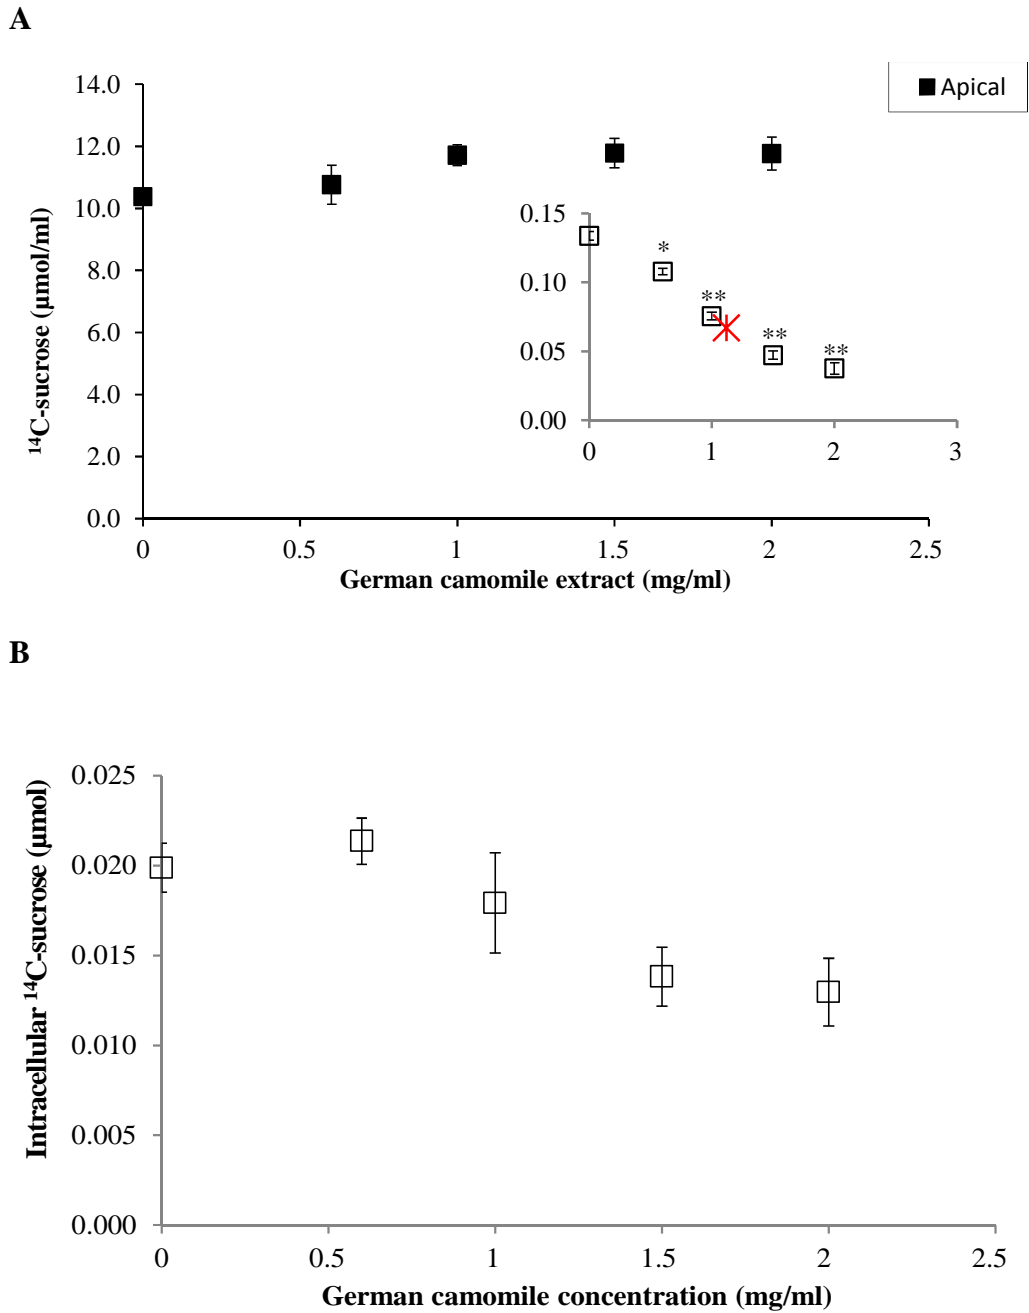 A
Apical
14.0
12.0
10.0
8.0
6.0
4.0
2.0
0.0
¹⁴C-sucrose (µmol/ml)
0 0.5 1 1.5 2 2.5
German camomile extract (mg/ml)
0.15
0.10
0.05
0.00
*
**
**
**
0 1 2 3
B
0.025
0.020
0.015
0.010
0.005
0.000
Intracellular ¹⁴C-sucrose (µmol)
0 0.5 1 1.5 2 2.5
German camomile concentration (mg/ml)